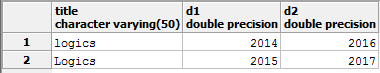 title d1 d2
character varying(50) double precision double precision
1 logics 2014 2016
2 Logics 2015 2017